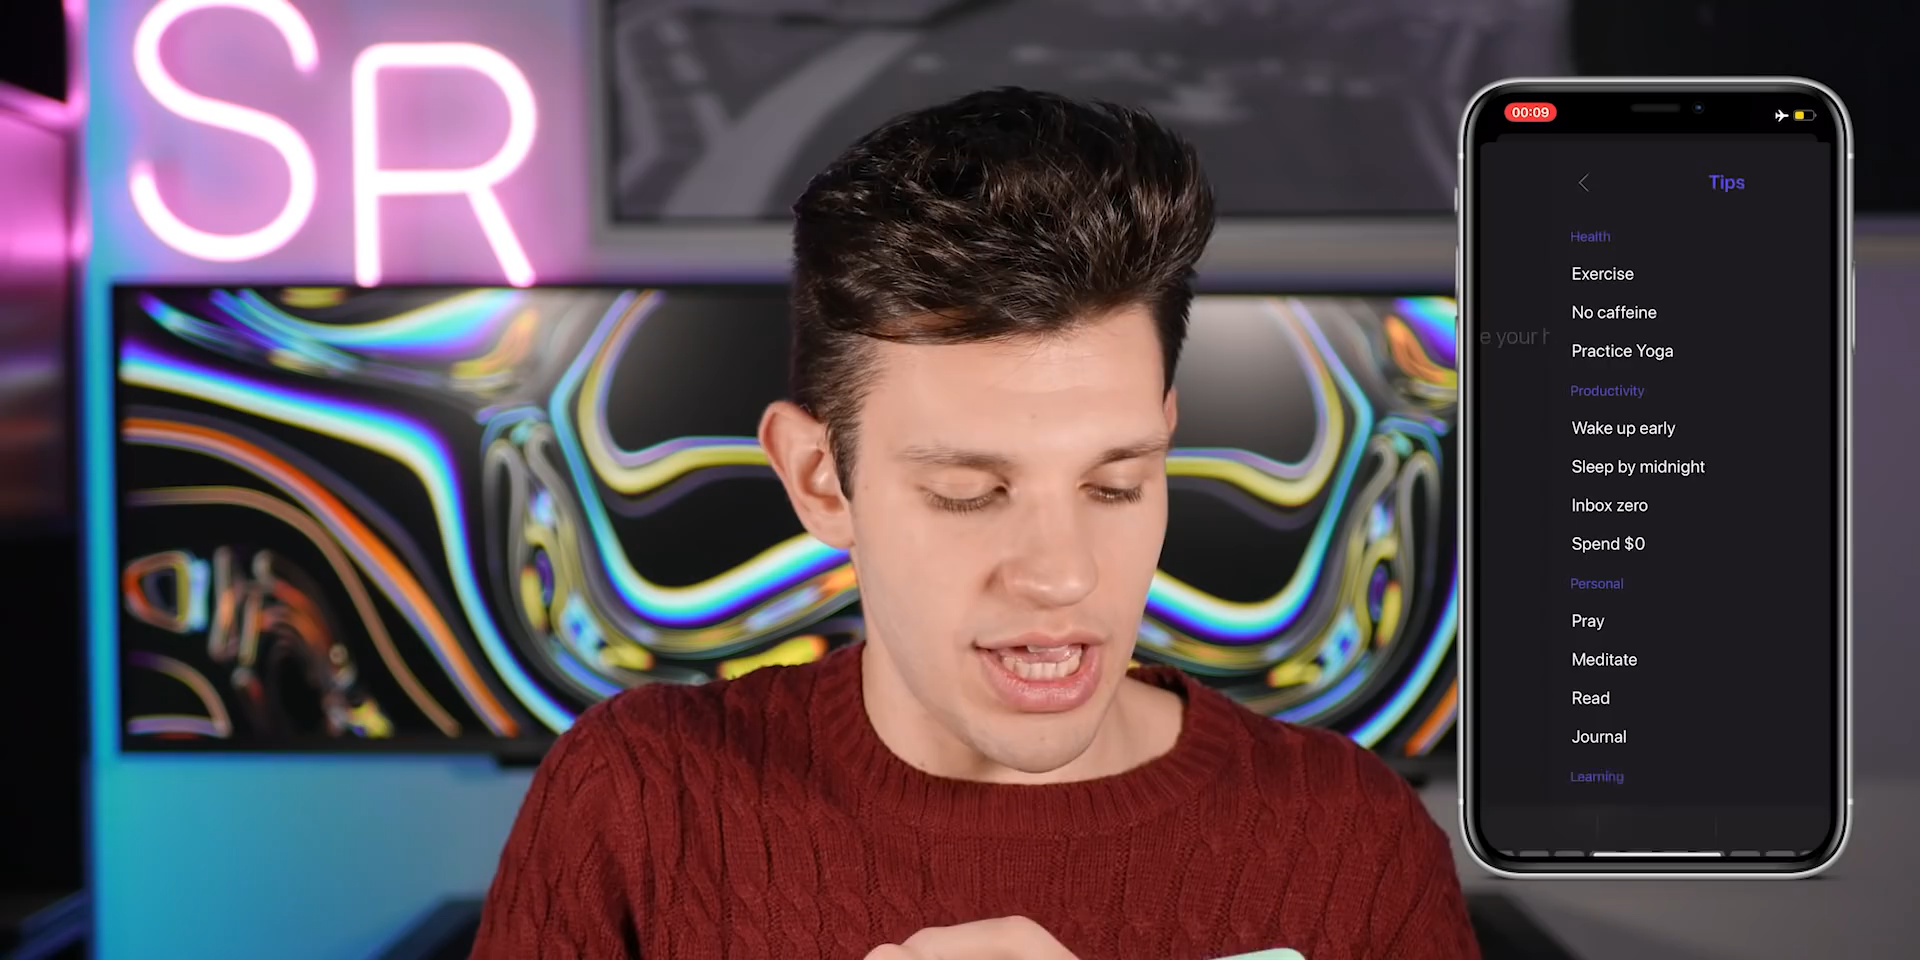 SR
00:09
Tips
Health
Exercise
No caffeine
e your h
Practice Yoga
Productivity
Wake up early
Sleep by midnight
Inbox zero
Spend $0
Personal
Pray
Meditate
Read
Journal
Learning